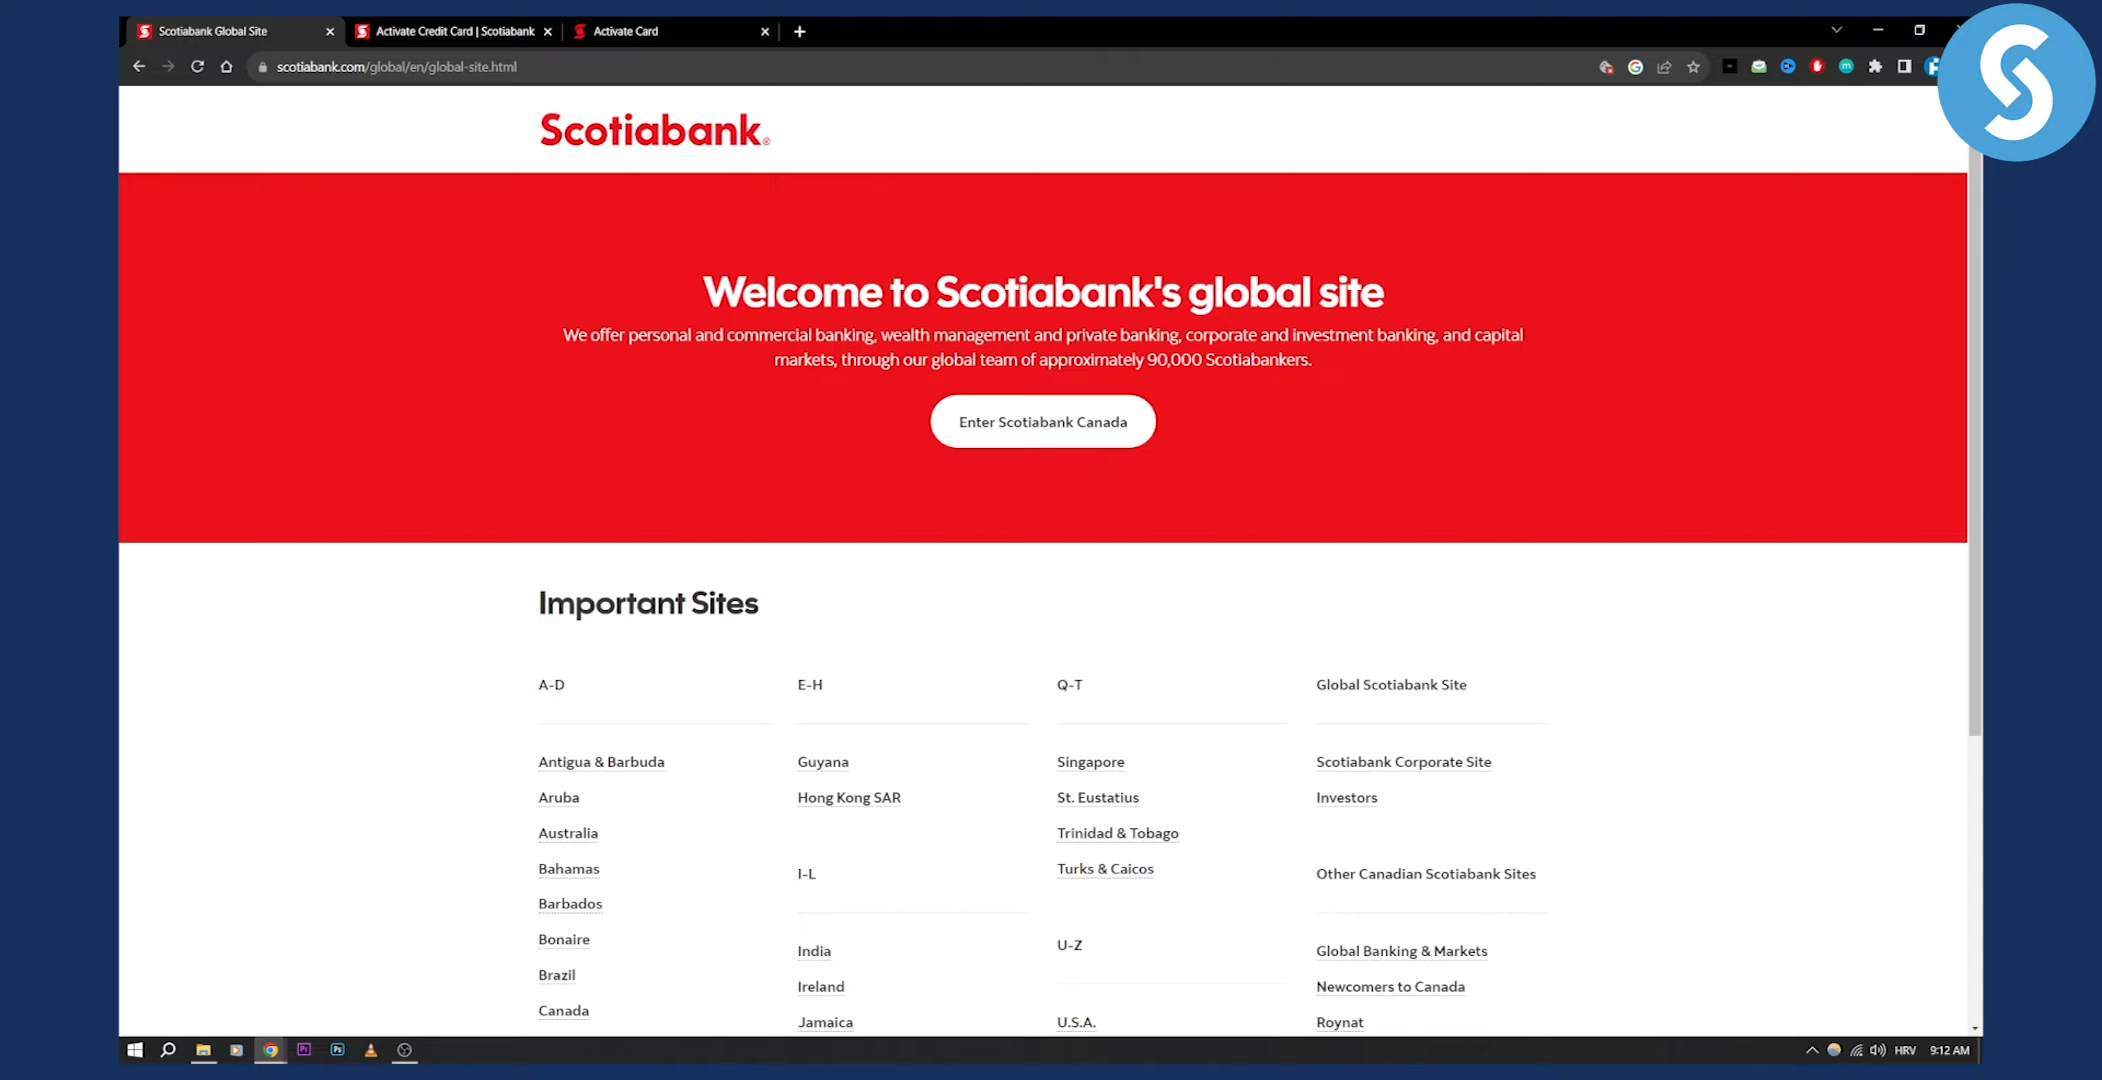 Scotiabank Global Site
Activate Credit Card | Scotiabank
Activate Card
scotiabank.com/global/en/global-site.html
Scotiabank®
Welcome to Scotiabank's global site
We offer personal and commercial banking, wealth management and private banking, corporate and investment banking, and capital
markets, through our global team of approximately 90,000 Scotiabankers.
Enter Scotiabank Canada
Important Sites
A-D
Antigua & Barbuda
Aruba
Australia
Bahamas
Barbados
Bonaire
Brazil
Canada
E-H
Guyana
Hong Kong SAR
I-L
India
Ireland
Jamaica
Q-T
Singapore
St. Eustatius
Trinidad & Tobago
Turks & Caicos
U-Z
U.S.A.
Global Scotiabank Site
Scotiabank Corporate Site
Investors
Other Canadian Scotiabank Sites
Global Banking & Markets
Newcomers to Canada
Roynat
Pr
Ps
HRV
9:12 AM